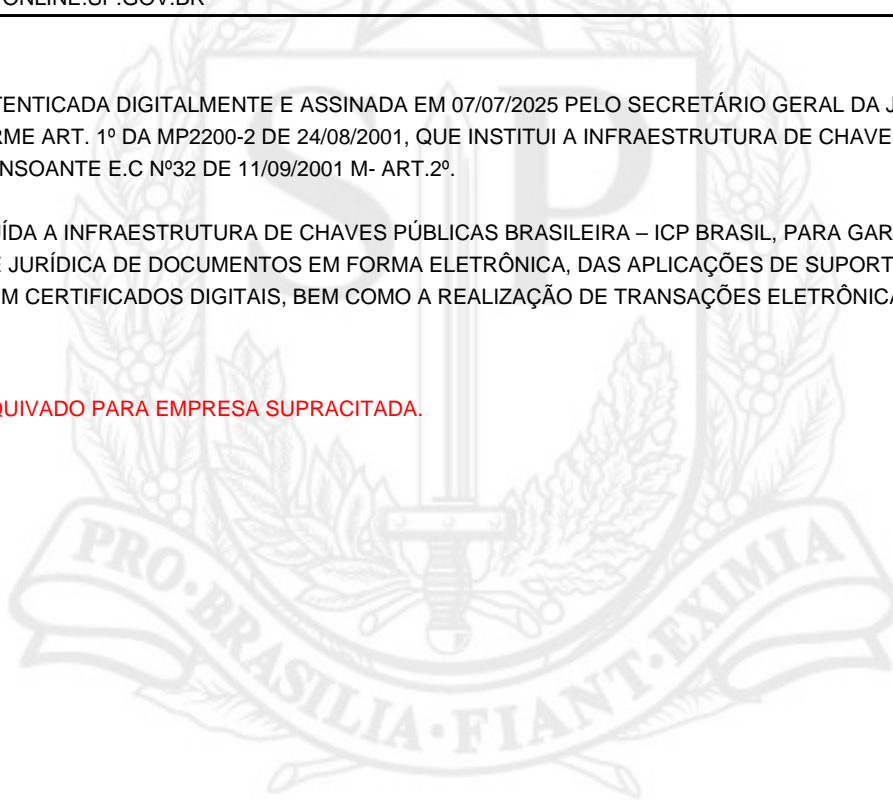 ONLINE.SP.GOV.BR
TENTICADA DIGITALMENTE E ASSINADA EM 07/07/2025 PELO SECRETÁRIO GERAL DA J
RME ART. 1º DA MP2200-2 DE 24/08/2001, QUE INSTITUI A INFRAESTRUTURA DE CHAVE
NSOANTE E.C Nº32 DE 11/09/2001 M- ART.2º.
UÍDA A INFRAESTRUTURA DE CHAVES PÚBLICAS BRASILEIRA – ICP BRASIL, PARA GAR
E JURÍDICA DE DOCUMENTOS EM FORMA ELETRÔNICA, DAS APLICAÇÕES DE SUPORT
M CERTIFICADOS DIGITAIS, BEM COMO A REALIZAÇÃO DE TRANSAÇÕES ELETRÔNICA
QUIVADO PARA EMPRESA SUPRACITADA.
SP
PRO·BRASILIA·FIANT·EXIMIA